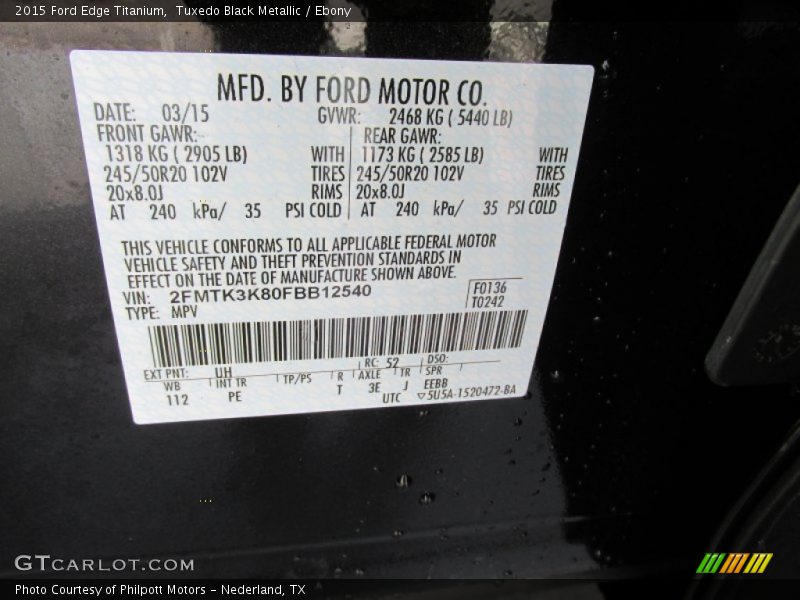 2015 Ford Edge Titanium,  Tuxedo Black Metallic / Ebony
MFD. BY FORD MOTOR CO.
DATE: 03/15 GVWR: 2468 KG ( 5440 LB)
FRONT GAWR: REAR GAWR:
1318 KG ( 2905 LB) WITH 1173 KG ( 2585 LB) WITH
245/50R20 102V TIRES 245/50R20 102V TIRES
20x8.0J RIMS 20x8.0J RIMS
AT 240 kPa/ 35 PSI COLD AT 240 kPa/ 35 PSI COLD
THIS VEHICLE CONFORMS TO ALL APPLICABLE FEDERAL MOTOR
VEHICLE SAFETY AND THEFT PREVENTION STANDARDS IN
EFFECT ON THE DATE OF MANUFACTURE SHOWN ABOVE.
VIN: 2FMTK3K80FBB12540 F0136
TYPE: MPV T0242
EXT PNT: UH RC: 52 DSO:
WB INT TR TP/PS R AXLE TR SPR
112 PE T 3E J EEBB
UTC ▽5U5A-1520472-BA
GTCARLOT.COM
Photo Courtesy of Philpott Motors - Nederland, TX